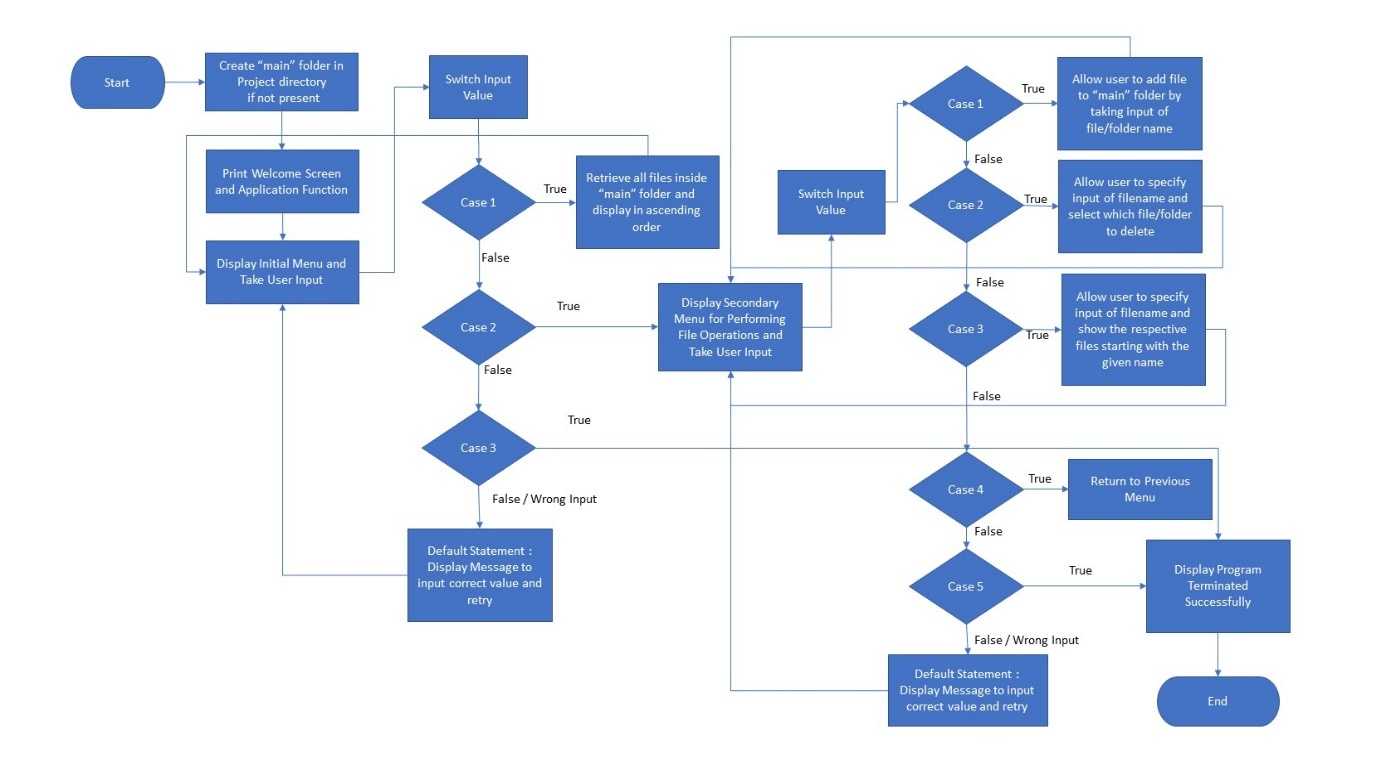 Start
Create “main” folder in
Project directory
if not present
Print Welcome Screen
and Application Function
Display Initial Menu and
Take User Input
Switch Input
Value
Case 1
True
Retrieve all files inside
“main” folder and
display in ascending
order
False
Case 2
True
False
Case 3
True
False / Wrong Input
Default Statement :
Display Message to
input correct value and
retry
Display Secondary
Menu for Performing
File Operations and
Take User Input
Switch Input
Value
Case 1
True
Allow user to add file
to “main” folder by
taking input of
file/folder name
False
Case 2
True
Allow user to specify
input of filename and
select which file/folder
to delete
False
Case 3
True
Allow user to specify
input of filename and
show the respective
files starting with the
given name
False
Case 4
True
Return to Previous
Menu
False
Case 5
True
Display Program
Terminated
Successfully
False / Wrong Input
Default Statement :
Display Message to input
correct value and retry
End